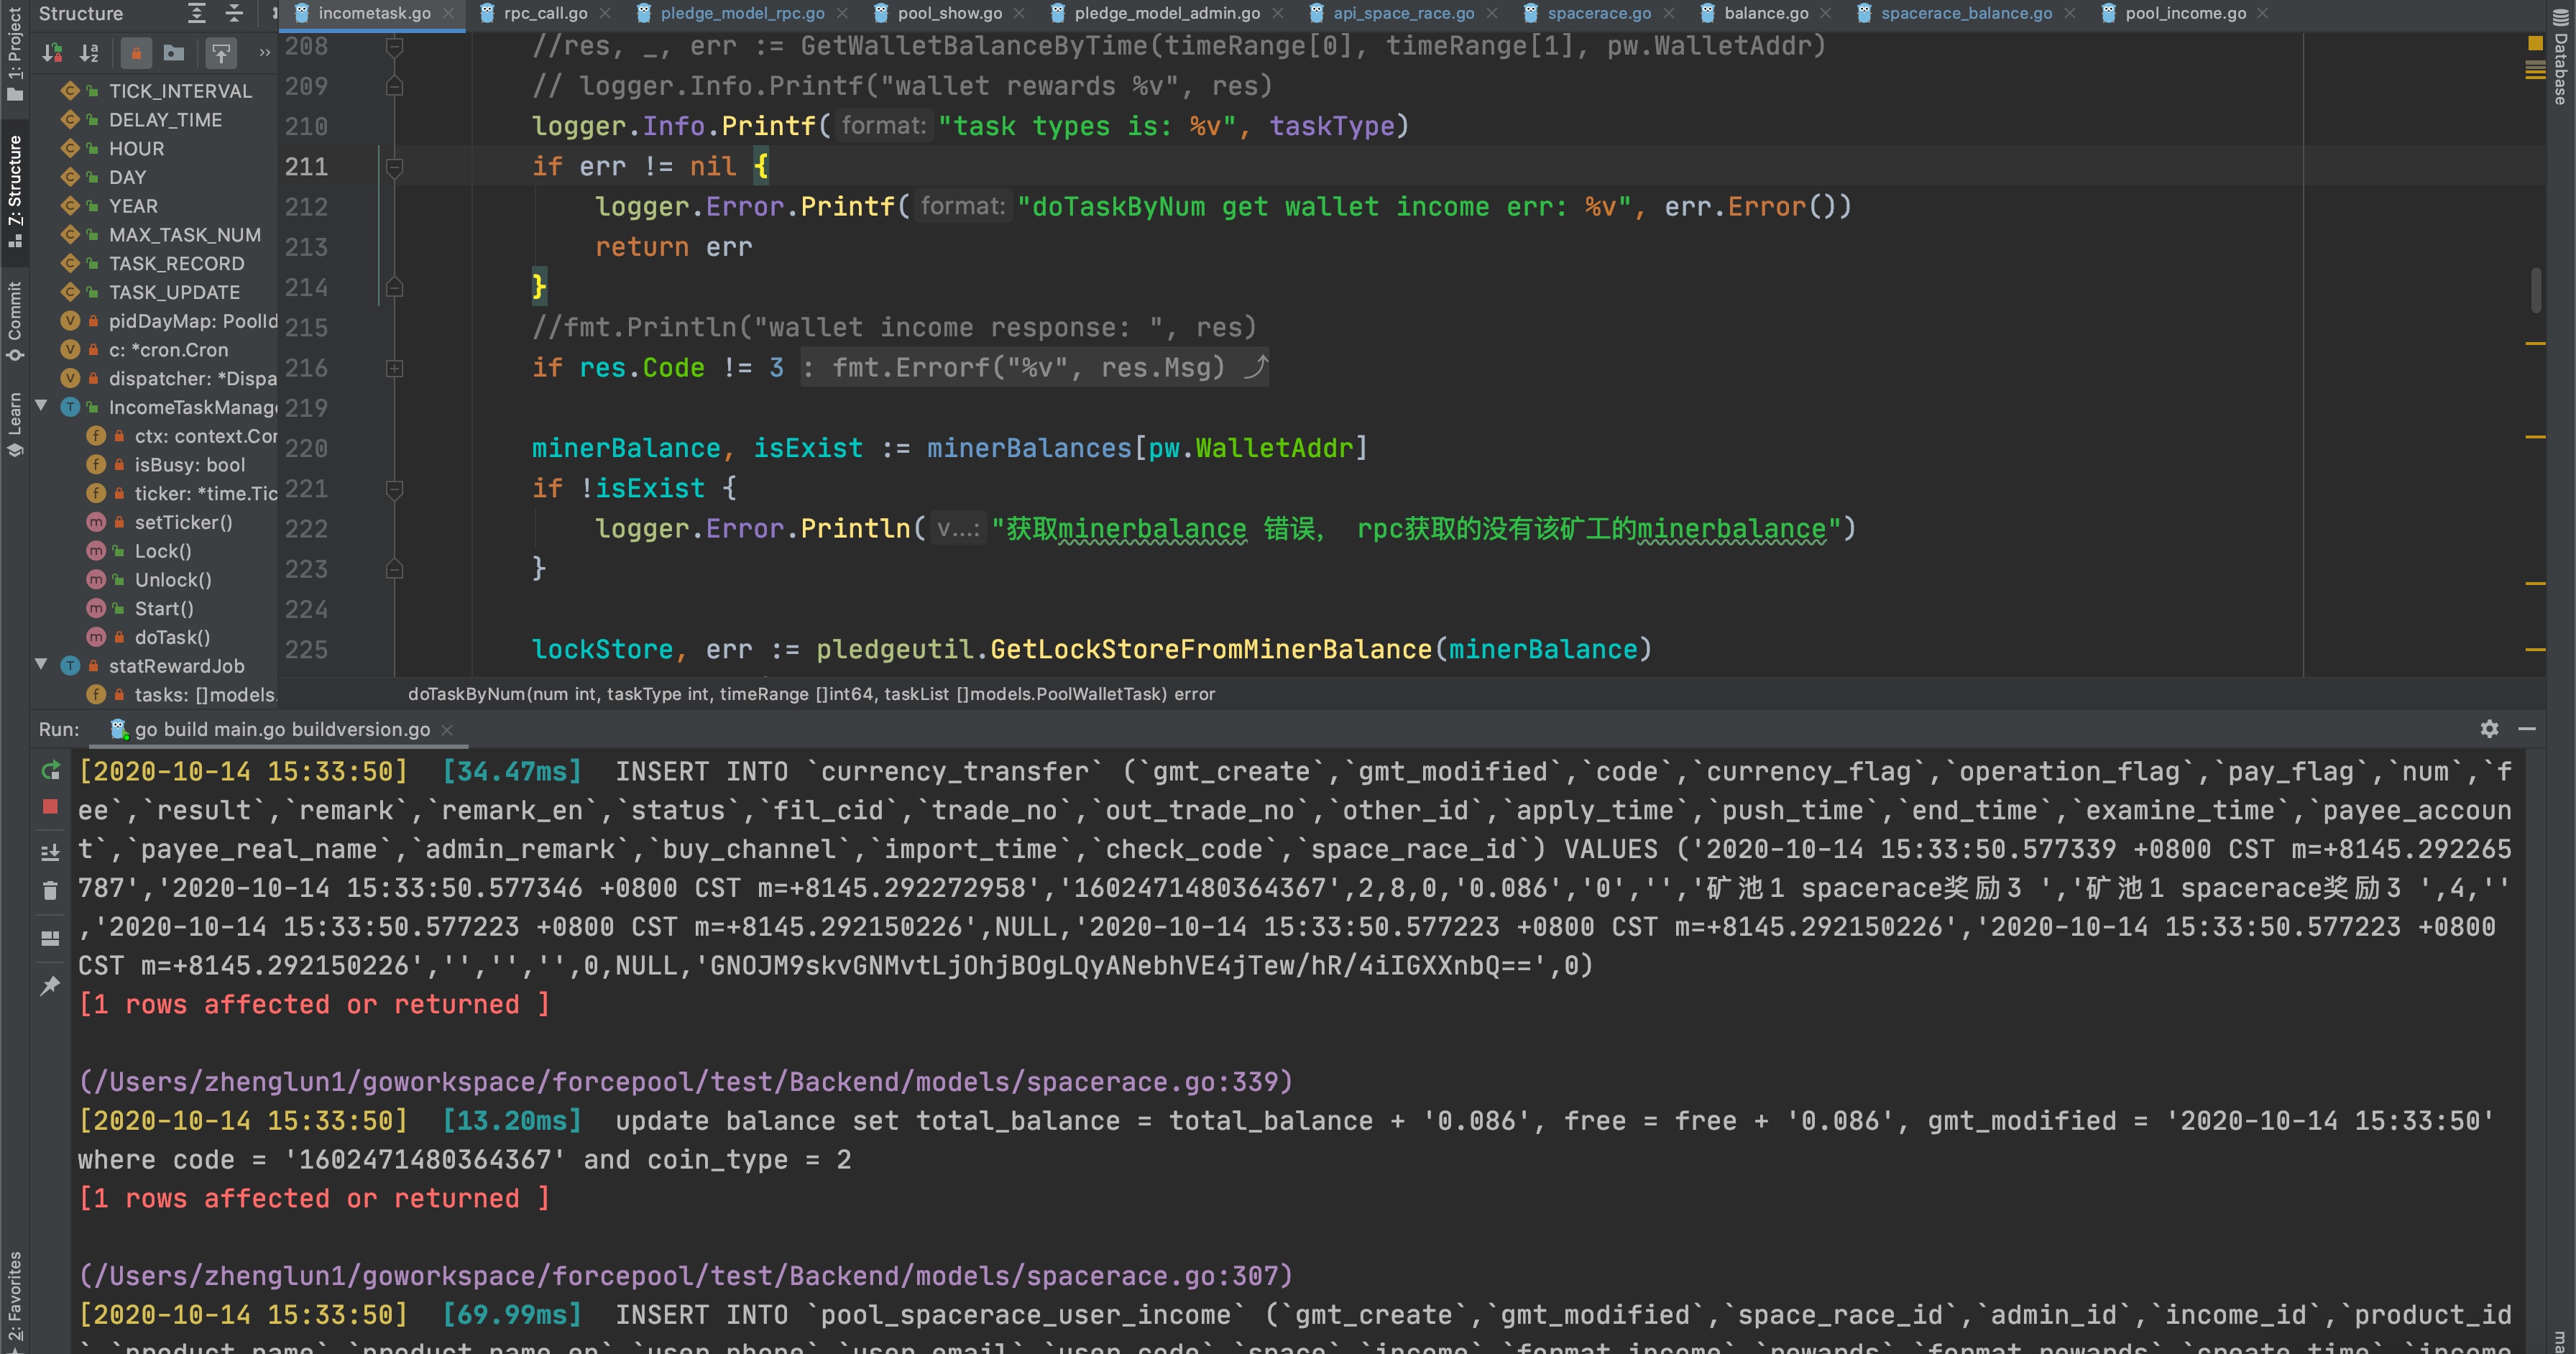 Structure
incometask.go
rpc_call.go
pledge_model_rpc.go
pool_show.go
pledge_model_admin.go
api_space_race.go
spacerace.go
balance.go
spacerace_balance.go
pool_income.go
1: Project
Z: Structure
Commit
Learn
2: Favorites
Database
TICK_INTERVAL
DELAY_TIME
HOUR
DAY
YEAR
MAX_TASK_NUM
TASK_RECORD
TASK_UPDATE
pidDayMap: PoolId
c: *cron.Cron
dispatcher: *Dispa
IncomeTaskManage
ctx: context.Con
isBusy: bool
ticker: *time.Tic
setTicker()
Lock()
Unlock()
Start()
doTask()
statRewardJob
tasks: []models.
208 //res, _, err := GetWalletBalanceByTime(timeRange[0], timeRange[1], pw.WalletAddr)
209 // logger.Info.Printf("wallet rewards %v", res)
210 logger.Info.Printf( format: "task types is: %v", taskType)
211 if err != nil {
212 logger.Error.Printf( format: "doTaskByNum get wallet income err: %v", err.Error())
213 return err
214 }
215 //fmt.Println("wallet income response: ", res)
216 if res.Code != 3 : fmt.Errorf("%v", res.Msg)
219
220 minerBalance, isExist := minerBalances[pw.WalletAddr]
221 if !isExist {
222 logger.Error.Println( v...: "获取minerbalance 错误， rpc获取的没有该矿工的minerbalance")
223 }
224
225 lockStore, err := pledgeutil.GetLockStoreFromMinerBalance(minerBalance)
doTaskByNum(num int, taskType int, timeRange []int64, taskList []models.PoolWalletTask) error
Run: go build main.go buildversion.go
[2020-10-14 15:33:50] [34.47ms] INSERT INTO `currency_transfer` (`gmt_create`,`gmt_modified`,`code`,`currency_flag`,`operation_flag`,`pay_flag`,`num`,`f
ee`,`result`,`remark`,`remark_en`,`status`,`fil_cid`,`trade_no`,`out_trade_no`,`other_id`,`apply_time`,`push_time`,`end_time`,`examine_time`,`payee_accoun
t`,`payee_real_name`,`admin_remark`,`buy_channel`,`import_time`,`check_code`,`space_race_id`) VALUES ('2020-10-14 15:33:50.577339 +0800 CST m=+8145.292265
787','2020-10-14 15:33:50.577346 +0800 CST m=+8145.292272958','1602471480364367',2,8,0,'0.086','0','','矿池1 spacerace奖励3 ','矿池1 spacerace奖励3 ',4,''
,'2020-10-14 15:33:50.577223 +0800 CST m=+8145.292150226',NULL,'2020-10-14 15:33:50.577223 +0800 CST m=+8145.292150226','2020-10-14 15:33:50.577223 +0800
CST m=+8145.292150226','','','',0,NULL,'GNOJM9skvGNMvtLjOhjBOgLQyANebhVE4jTew/hR/4iIGXXnbQ==',0)
[1 rows affected or returned ]
(/Users/zhenglun1/goworkspace/forcepool/test/Backend/models/spacerace.go:339)
[2020-10-14 15:33:50] [13.20ms] update balance set total_balance = total_balance + '0.086', free = free + '0.086', gmt_modified = '2020-10-14 15:33:50'
where code = '1602471480364367' and coin_type = 2
[1 rows affected or returned ]
(/Users/zhenglun1/goworkspace/forcepool/test/Backend/models/spacerace.go:307)
[2020-10-14 15:33:50] [69.99ms] INSERT INTO `pool_spacerace_user_income` (`gmt_create`,`gmt_modified`,`space_race_id`,`admin_id`,`income_id`,`product_id
`,`product_name`,`product_name_en`,`user_phone`,`user_email`,`user_code`,`space`,`income`,`format_income`,`rewards`,`format_rewards`,`create_time`,`income